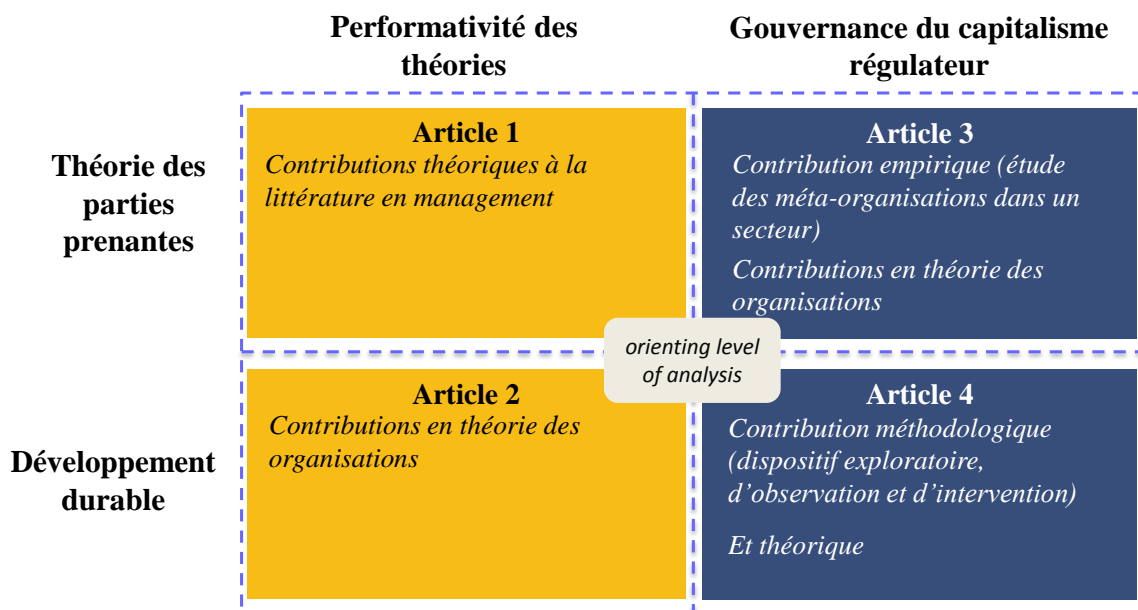 Performativité des
théories
Gouvernance du capitalisme
régulateur
Théorie des
parties
prenantes
Article 1
Contributions théoriques à la
littérature en management
Article 3
Contribution empirique (étude
des méta-organisations dans un
secteur)
Contributions en théorie des
organisations
orienting level
of analysis
Développement
durable
Article 2
Contributions en théorie des
organisations
Article 4
Contribution méthodologique
(dispositif exploratoire,
d’observation et d’intervention)
Et théorique